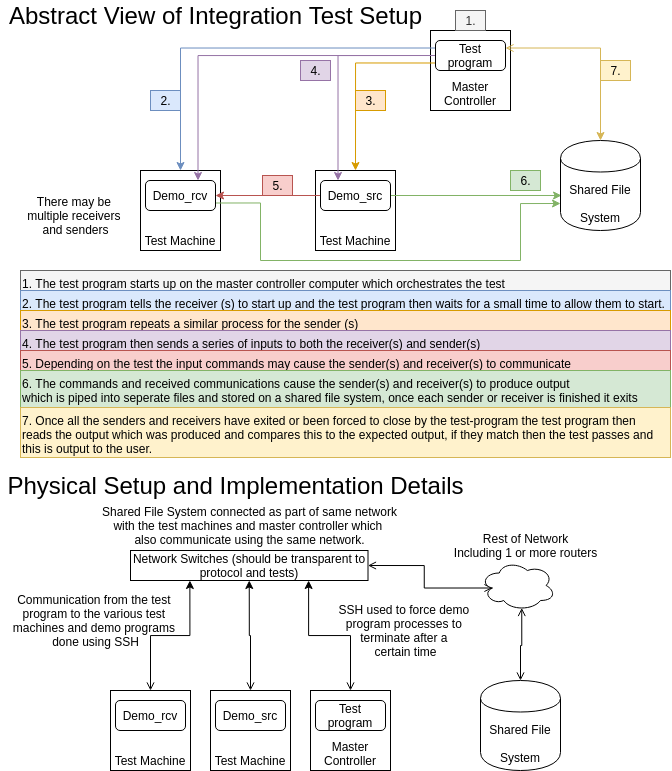 Abstract View of Integration Test Setup
1.
Test
program
Master
Controller
2.
4.
3.
7.
5.
6.
Demo_rcv
Test Machine
Demo_src
Test Machine
Shared File
System
There may be
multiple receivers
and senders
1. The test program starts up on the master controller computer which orchestrates the test
2. The test program tells the receiver (s) to start up and the test program then waits for a small time to allow them to start.
3. The test program repeats a similar process for the sender (s)
4. The test program then sends a series of inputs to both the receiver(s) and sender(s)
5. Depending on the test the input commands may cause the sender(s) and receiver(s) to communicate
6. The commands and received communications cause the sender(s) and receiver(s) to produce output
which is piped into seperate files and stored on a shared file system, once each sender or receiver is finished it exits
7. Once all the senders and receivers have exited or been forced to close by the test-program the test program then
reads the output which was produced and compares this to the expected output, if they match then the test passes and
this is output to the user.
Physical Setup and Implementation Details
Shared File System connected as part of same network
with the test machines and master controller which
also communicate using the same network.
Network Switches (should be transparent to
protocol and tests)
Rest of Network
Including 1 or more routers
Communication from the test
program to the various test
machines and demo programs
done using SSH
SSH used to force demo
program processes to
terminate after a
certain time
Demo_rcv
Test Machine
Demo_src
Test Machine
Test
program
Master
Controller
Shared File
System